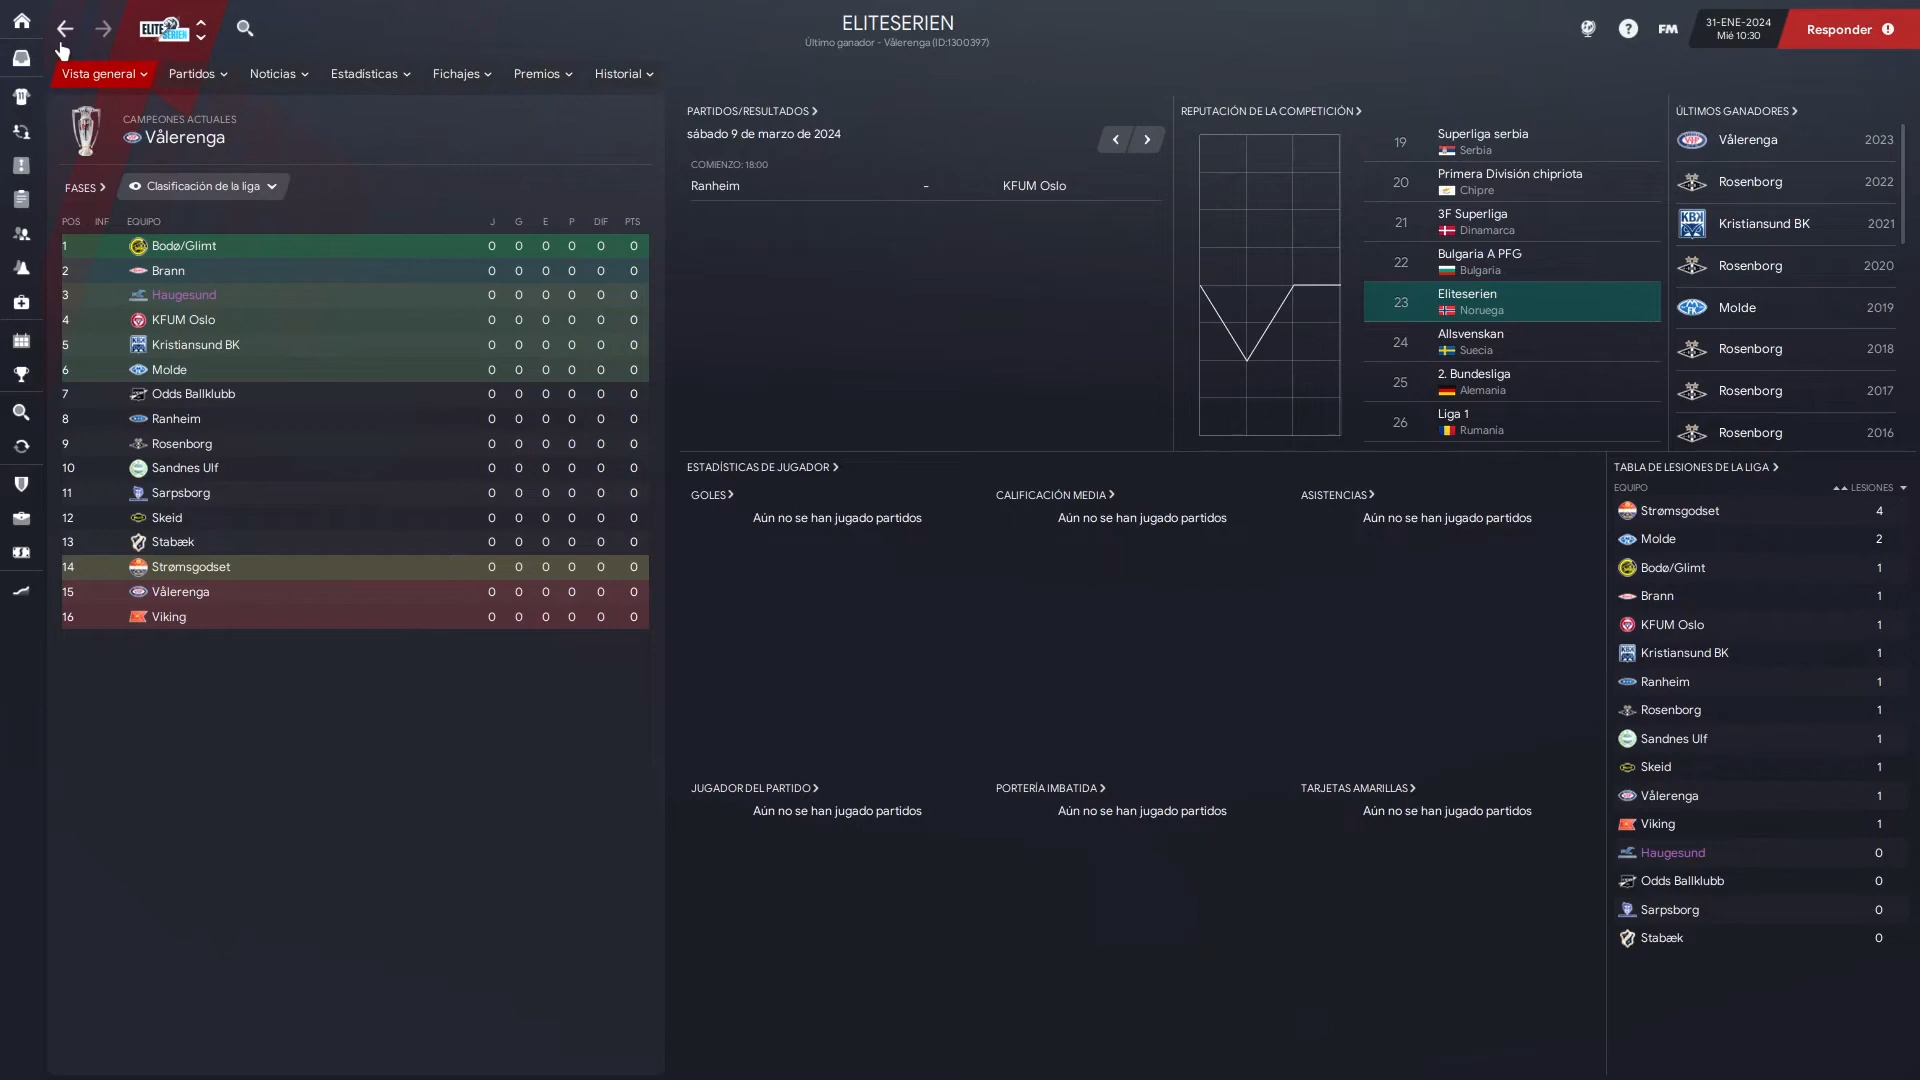 ELITESERIEN
Último ganador - Vålerenga (ID:1300397)
FM
31-ENE-2024
Mié 10:30
Responder
Vista general
Partidos
Noticias
Estadísticas
Fichajes
Premios
Historial
CAMPEONES ACTUALES
Vålerenga
FASES
Clasificación de la liga
POS INF EQUIPO J G E P DIF PTS
1 Bodø/Glimt 0 0 0 0 0 0
2 Brann 0 0 0 0 0 0
3 Haugesund 0 0 0 0 0 0
4 KFUM Oslo 0 0 0 0 0 0
5 Kristiansund BK 0 0 0 0 0 0
6 Molde 0 0 0 0 0 0
7 Odds Ballklubb 0 0 0 0 0 0
8 Ranheim 0 0 0 0 0 0
9 Rosenborg 0 0 0 0 0 0
10 Sandnes Ulf 0 0 0 0 0 0
11 Sarpsborg 0 0 0 0 0 0
12 Skeid 0 0 0 0 0 0
13 Stabæk 0 0 0 0 0 0
14 Strømsgodset 0 0 0 0 0 0
15 Vålerenga 0 0 0 0 0 0
16 Viking 0 0 0 0 0 0
PARTIDOS/RESULTADOS
sábado 9 de marzo de 2024
COMIENZO: 18:00
Ranheim - KFUM Oslo
REPUTACIÓN DE LA COMPETICIÓN
19 Superliga serbia
Serbia
20 Primera División chipriota
Chipre
21 3F Superliga
Dinamarca
22 Bulgaria A PFG
Bulgaria
23 Eliteserien
Noruega
24 Allsvenskan
Suecia
25 2. Bundesliga
Alemania
26 Liga 1
Rumanía
ÚLTIMOS GANADORES
Vålerenga 2023
Rosenborg 2022
Kristiansund BK 2021
Rosenborg 2020
Molde 2019
Rosenborg 2018
Rosenborg 2017
Rosenborg 2016
ESTADÍSTICAS DE JUGADOR
GOLES
Aún no se han jugado partidos
CALIFICACIÓN MEDIA
Aún no se han jugado partidos
ASISTENCIAS
Aún no se han jugado partidos
JUGADOR DEL PARTIDO
Aún no se han jugado partidos
PORTERÍA IMBATIDA
Aún no se han jugado partidos
TARJETAS AMARILLAS
Aún no se han jugado partidos
TABLA DE LESIONES DE LA LIGA
EQUIPO LESIONES
Strømsgodset 4
Molde 2
Bodø/Glimt 1
Brann 1
KFUM Oslo 1
Kristiansund BK 1
Ranheim 1
Rosenborg 1
Sandnes Ulf 1
Skeid 1
Vålerenga 1
Viking 1
Haugesund 0
Odds Ballklubb 0
Sarpsborg 0
Stabæk 0